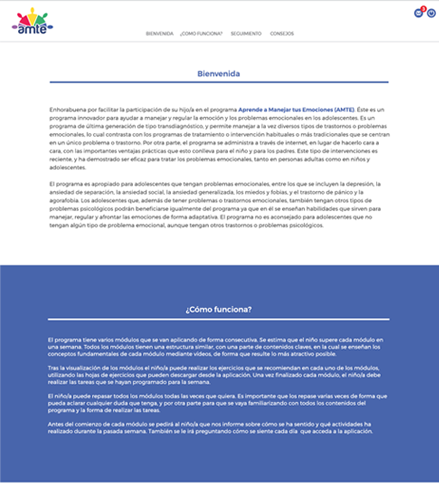 amte
3
BIENVENIDA ¿COMO FUNCIONA? SEGUIMIENTO CONSEJOS
Bienvenida
Enhorabuena por facilitar la participación de su hijo/a en el programa Aprende a Manejar tus Emociones (AMTE). Éste es un
programa innovador para ayudar a manejar y regular la emoción y los problemas emocionales en los adolescentes. Es un
programa de última generación de tipo transdiagnóstico, y permite manejar a la vez diversos tipos de trastornos o problemas
emocionales, lo cual contrasta con los programas de tratamiento o intervención habituales o más tradicionales que se centran
en un único problema o trastorno. Por otra parte, el programa se administra a través de internet, en lugar de hacerlo cara a
cara, con las importantes ventajas prácticas que esto conlleva para el niño y para los padres. Este tipo de intervenciones es
reciente, y ha demostrado ser eficaz para tratar los problemas emocionales, tanto en personas adultas como en niños y
adolescentes.
El programa es apropiado para adolescentes que tengan problemas emocionales, entre los que se incluyen la depresión, la
ansiedad de separación, la ansiedad social, la ansiedad generalizada, los miedos y fobias, y el trastorno de pánico y la
agorafobia. Los adolescentes que, además de tener problemas o trastornos emocionales, también tengan otros tipos de
problemas psicológicos podrán beneficiarse igualmente del programa ya que en él se enseñan habilidades que sirven para
manejar, regular y afrontar las emociones de forma adaptativa. El programa no es aconsejado para adolescentes que no
tengan algún tipo de problema emocional, aunque tengan otros trastornos o problemas psicológicos.
¿Cómo funciona?
El programa tiene varios módulos que se van aplicando de forma consecutiva. Se estima que el niño supere cada módulo en
una semana. Todos los módulos tienen una estructura similar, con una parte de contenidos claves, en la cual se enseñan los
conceptos fundamentales de cada módulo mediante vídeos, de forma que resulte lo más atractivo posible.
Tras la visualización de los módulos el niño/a puede realizar los ejercicios que se recomiendan en cada uno de los módulos,
utilizando las hojas de ejercicios que pueden descargar desde la aplicación. Una vez finalizado cada módulo, el niño/a debe
realizar las tareas que se hayan programado para la semana.
El niño/a puede repasar todos los módulos todas las veces que quiera. Es importante que los repase varias veces de forma que
pueda aclarar cualquier duda que tenga, y por otra parte para que se vaya familiarizando con todos los contenidos del
programa y la forma de realizar las tareas.
Antes del comienzo de cada módulo se pedirá al niño/a que nos informe sobre cómo se ha sentido y qué actividades ha
realizado durante la pasada semana. También se le irá preguntando cómo se siente cada día que acceda a la aplicación.